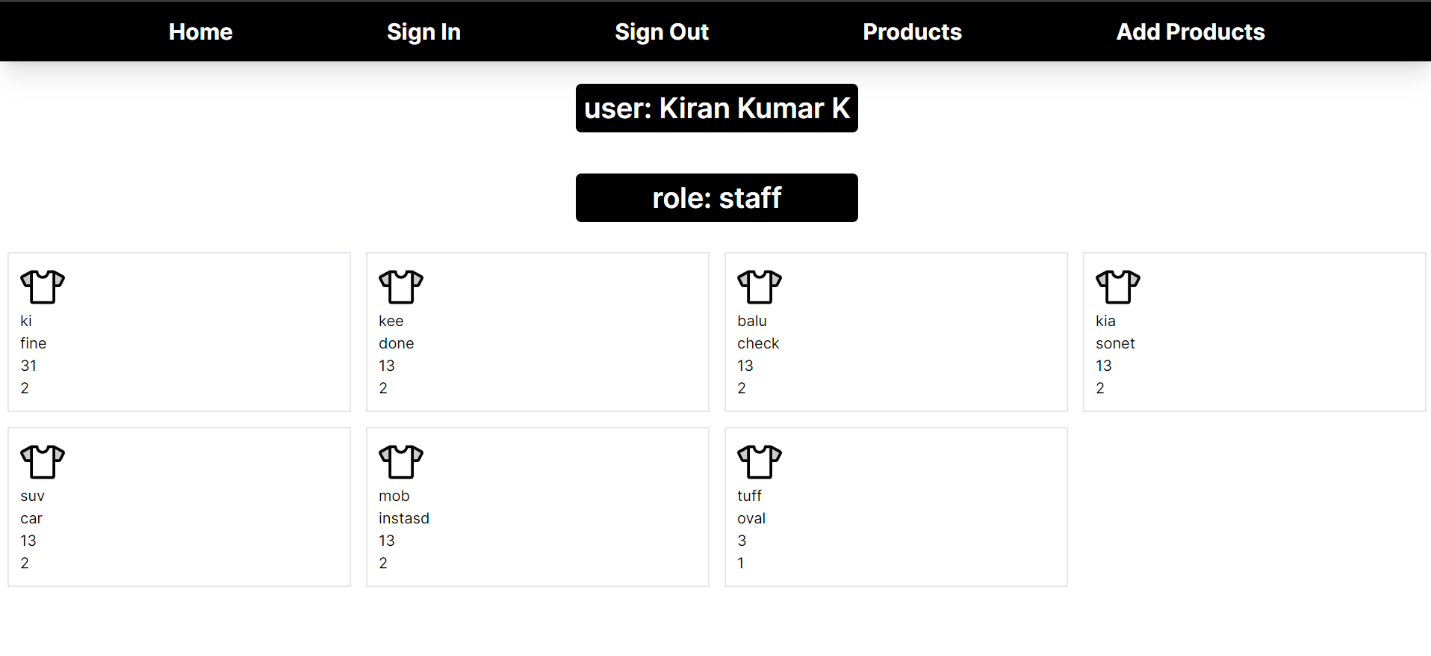 Home Sign In Sign Out Products Add Products
user: Kiran Kumar K
role: staff
ki
fine
31
2
kee
done
13
2
balu
check
13
2
kia
sonet
13
2
suv
car
13
2
mob
instasd
13
2
tuff
oval
3
1